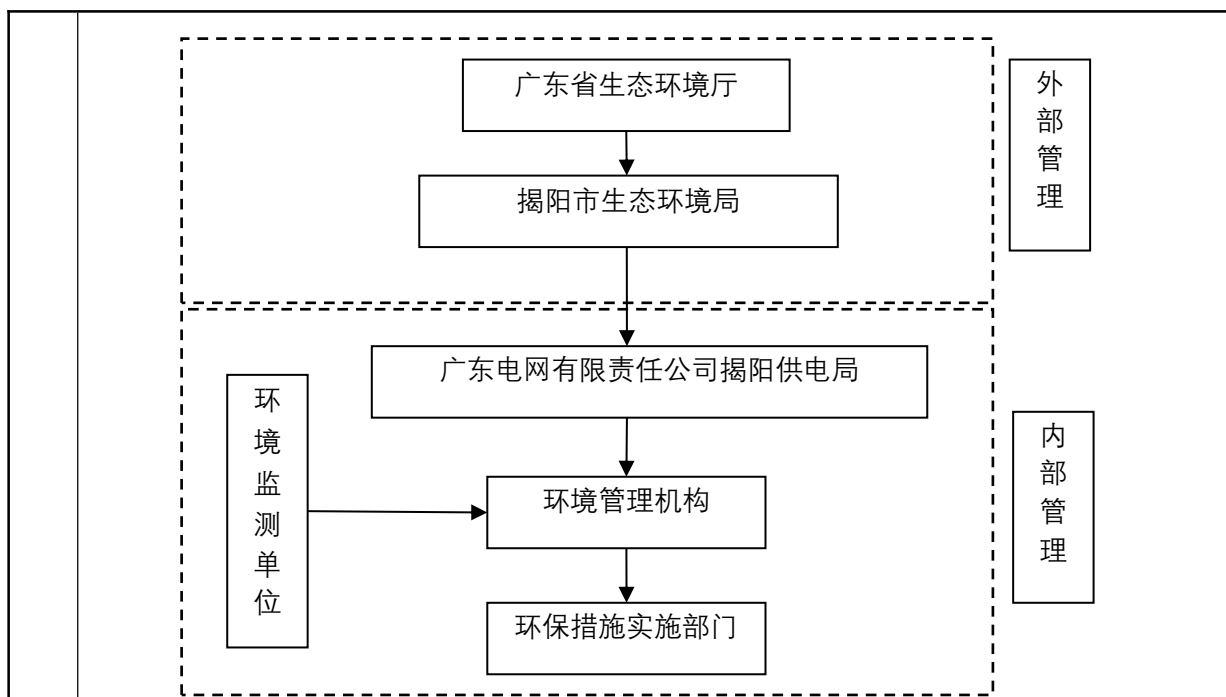 广东省生态环境厅
揭阳市生态环境局
外部管理
广东电网有限责任公司揭阳供电局
环境监测单位
环境管理机构
环保措施实施部门
内部管理